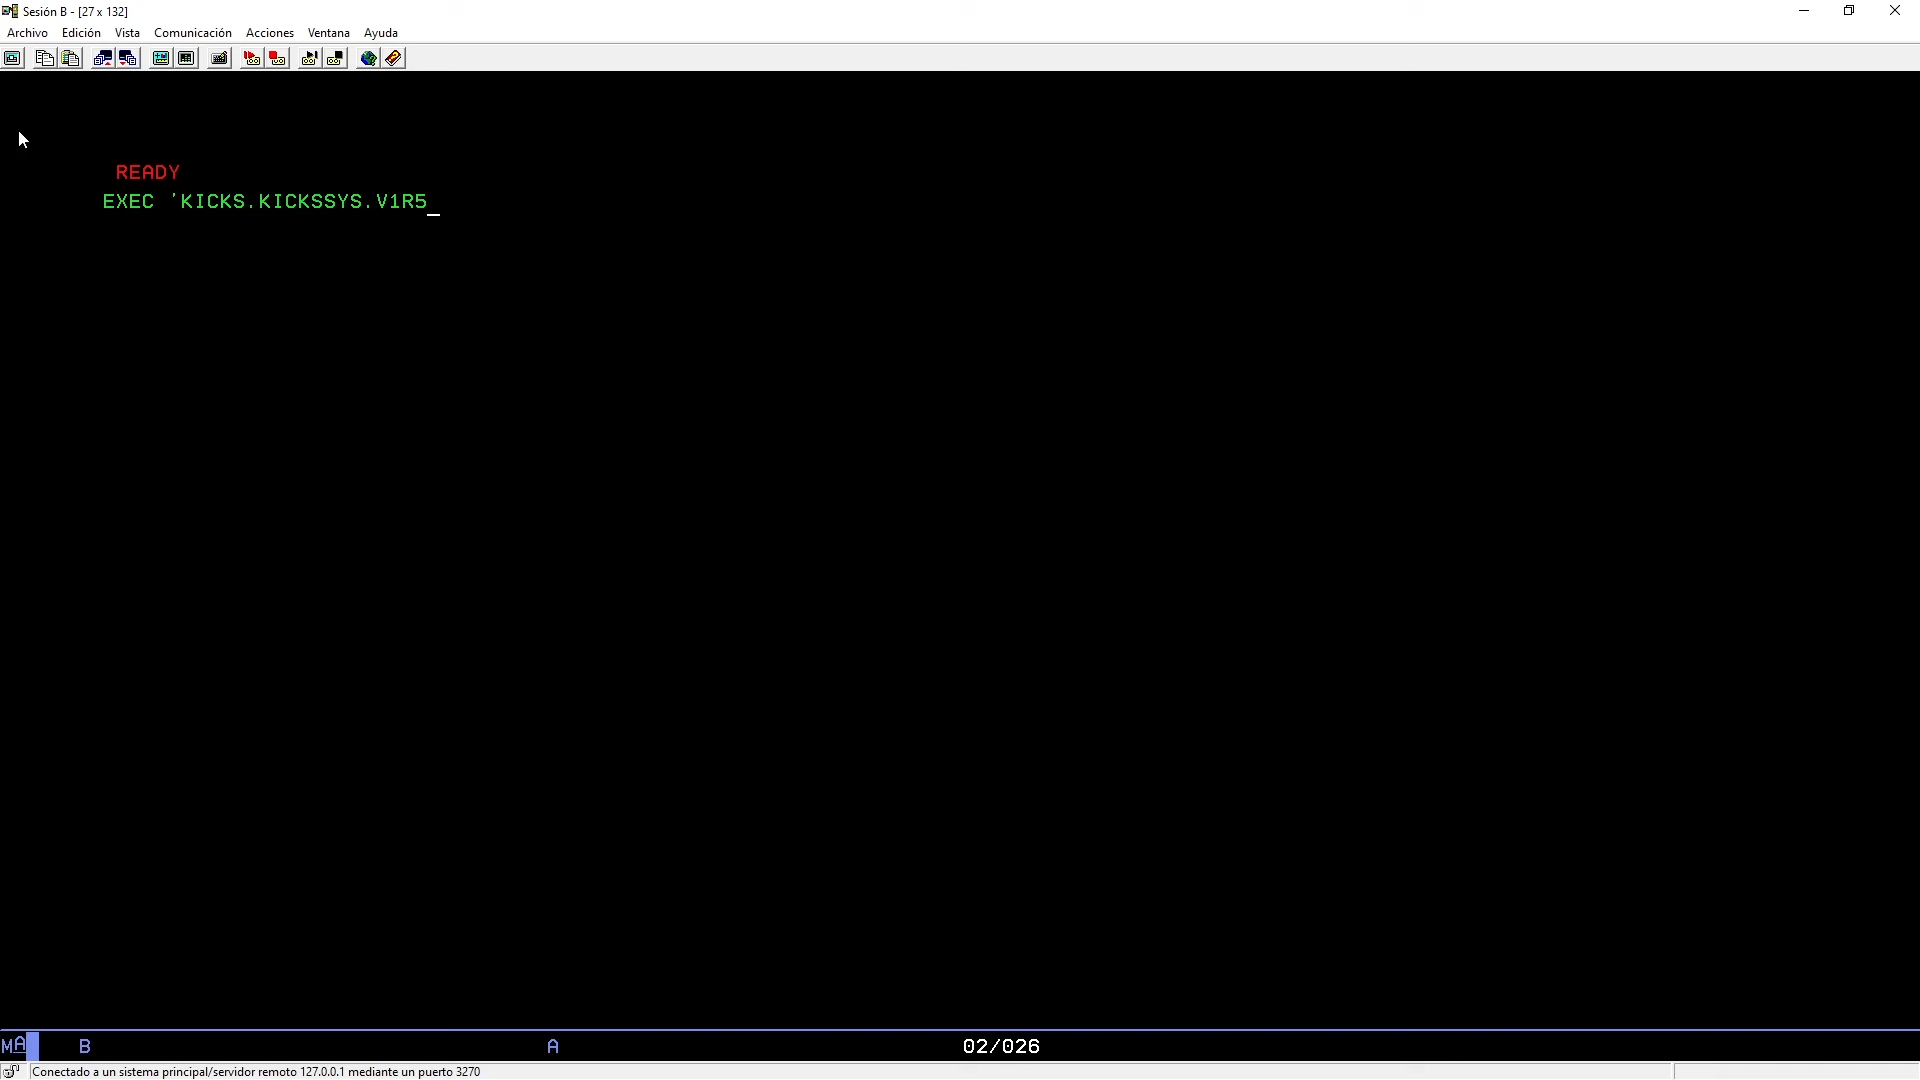 Sesión B - [27 x 132]
Archivo Edición Vista Comunicación Acciones Ventana Ayuda
READY
EXEC 'KICKS.KICKSSYS.V1R5_
MA B A 02/026
Conectado a un sistema principal/servidor remoto 127.0.0.1 mediante un puerto 3270